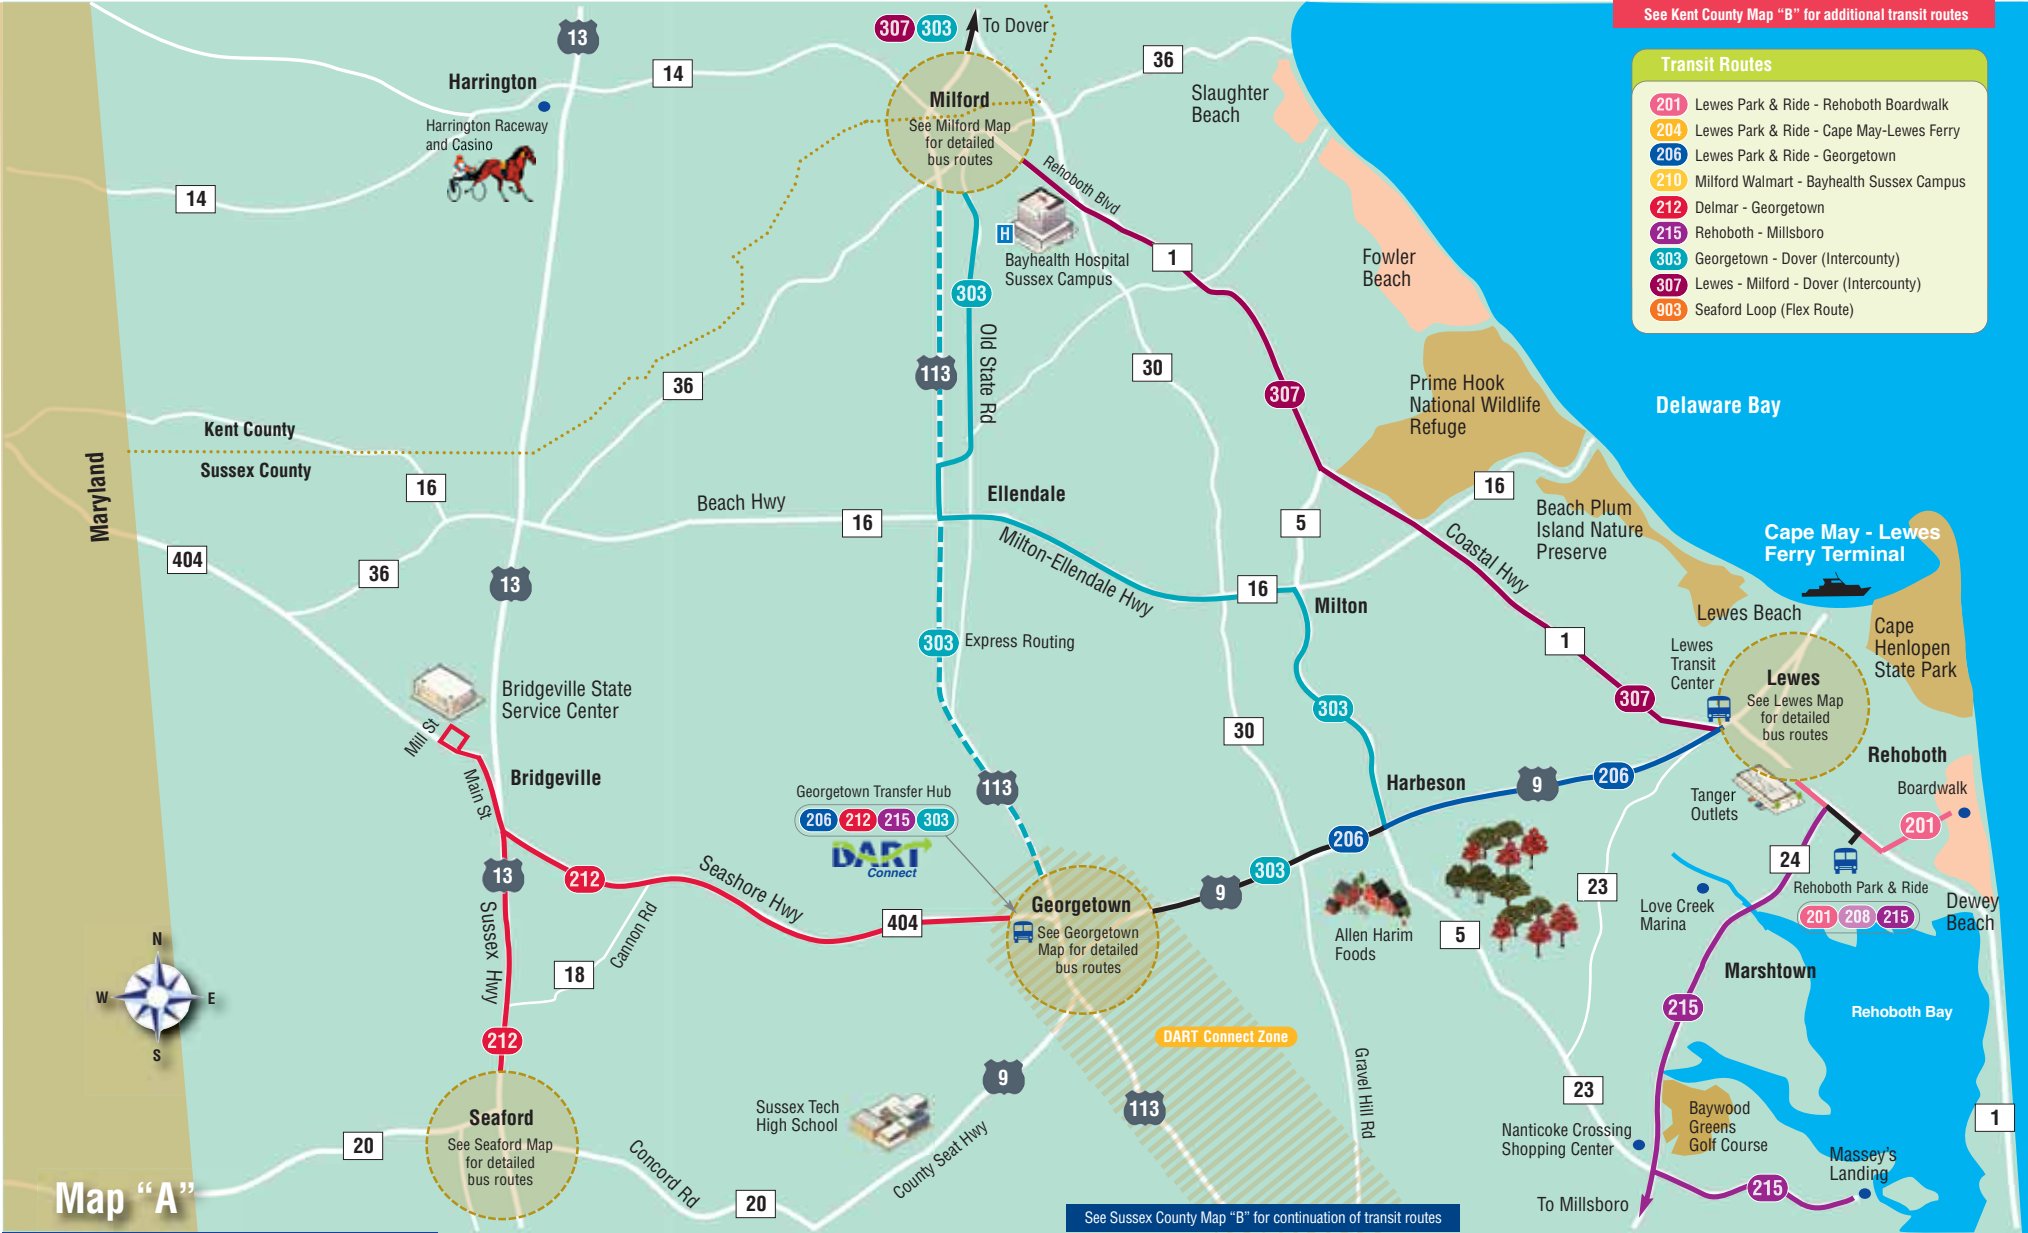 See Kent County Map “B” for additional transit routes
Transit Routes
201 Lewes Park & Ride - Rehoboth Boardwalk
204 Lewes Park & Ride - Cape May-Lewes Ferry
206 Lewes Park & Ride - Georgetown
210 Milford Walmart - Bayhealth Sussex Campus
212 Delmar - Georgetown
215 Rehoboth - Millsboro
303 Georgetown - Dover (Intercounty)
307 Lewes - Milford - Dover (Intercounty)
903 Seaford Loop (Flex Route)
307 303
To Dover
13
Harrington
14
Harrington Raceway
and Casino
14
Milford
See Milford Map
for detailed
bus routes
36
Slaughter
Beach
Rehoboth Blvd
H
Bayhealth Hospital
Sussex Campus
1
Fowler
Beach
303
Old State Rd
113
36
30
307
Prime Hook
National Wildlife
Refuge
Delaware Bay
Kent County
Sussex County
Maryland
16
Beach Hwy
16
Ellendale
Milton-Ellendale Hwy
5
16
Beach Plum
Island Nature
Preserve
Coastal Hwy
Cape May - Lewes
Ferry Terminal
404
36
13
16
Milton
303
Express Routing
1
Lewes Beach
Lewes
Transit
Center
Lewes
See Lewes Map
for detailed
bus routes
Cape
Henlopen
State Park
Bridgeville State
Service Center
Mill St
Main St
Bridgeville
303
30
307
Harbeson
9
206
Rehoboth
Boardwalk
Tanger
Outlets
201
113
Georgetown Transfer Hub
206 212 215 303
DART
Connect
206
303
9
24
Rehoboth Park & Ride
201 208 215
Dewey
Beach
13
212
Seashore Hwy
404
Georgetown
See Georgetown
Map for detailed
bus routes
Allen Harim
Foods
5
23
Love Creek
Marina
Sussex Hwy
Cannon Rd
18
N
W
E
S
212
Marshtown
215
Rehoboth Bay
DART Connect Zone
9
113
Gravel Hill Rd
23
Sussex Tech
High School
Seaford
See Seaford Map
for detailed
bus routes
20
Concord Rd
20
County Seat Hwy
Nanticoke Crossing
Shopping Center
Baywood
Greens
Golf Course
1
Massey’s
Landing
215
To Millsboro
Map “A”
See Sussex County Map “B” for continuation of transit routes